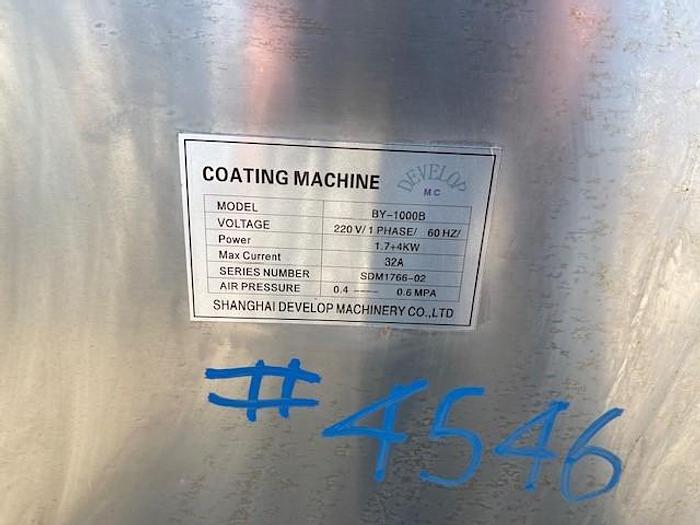 COATING MACHINE
DEVELOP
MC
MODEL BY-1000B
VOLTAGE 220 V/1 PHASE/ 60 HZ/
Power 1.7+4KW
Max Current 32A
SERIES NUMBER SDM1766-02
AIR PRESSURE 0.4 —— 0.6 MPA
SHANGHAI DEVELOP MACHINERY CO.,LTD
#4546